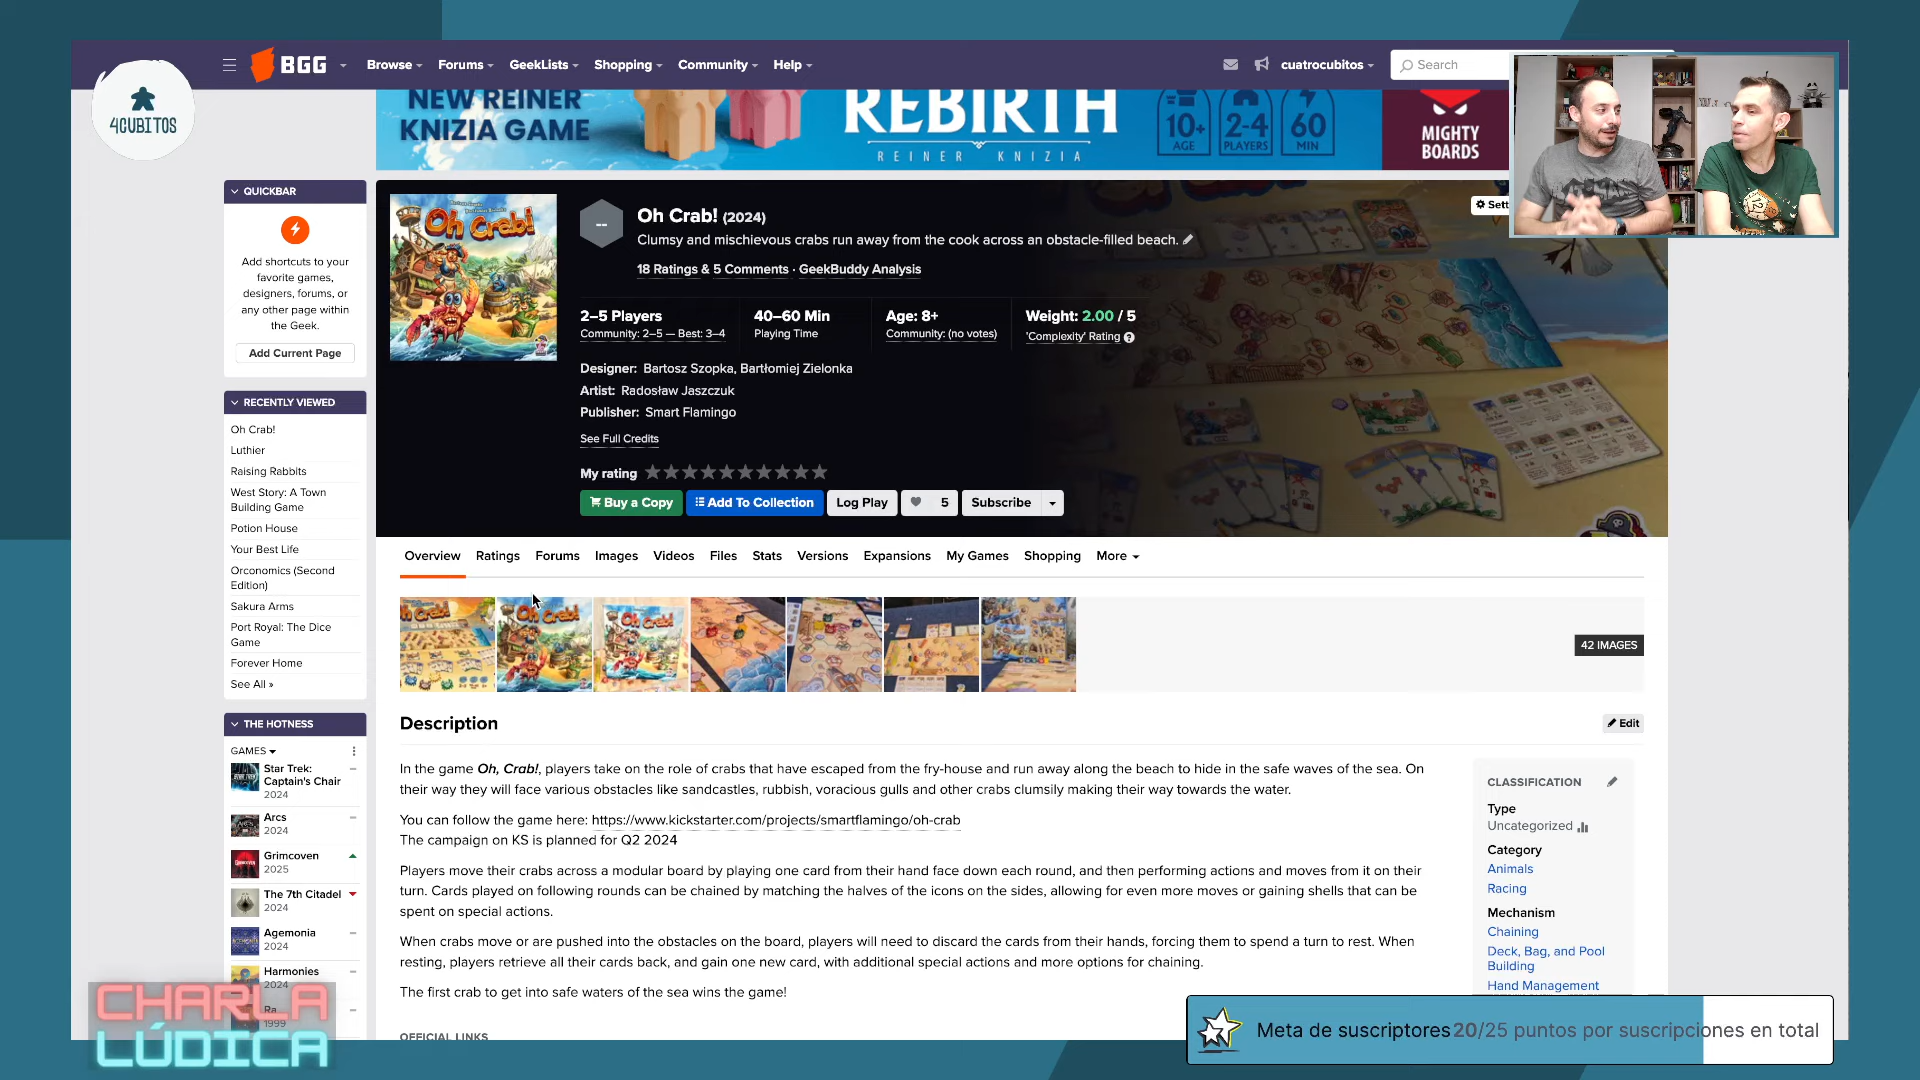 4CUBITOS
BGG
Browse
Forums
GeekLists
Shopping
Community
Help
cuatrocubitos
Search
NEW REINER
KNIZIA GAME
REBIRTH
REINER KNIZIA
10+
AGE
2-4
PLAYERS
60
MIN
MIGHTY
BOARDS
QUICKBAR
Add shortcuts to your
favorite games,
designers, forums, or
any other page within
the Geek.
Add Current Page
RECENTLY VIEWED
Oh Crab!
Luthier
Raising Rabbits
West Story: A Town
Building Game
Potion House
Your Best Life
Orconomics (Second
Edition)
Sakura Arms
Port Royal: The Dice
Game
Forever Home
See All »
THE HOTNESS
GAMES
Star Trek:
Captain's Chair
2024
Arcs
2024
Grimcoven
2025
The 7th Citadel
2024
Agemonia
2024
Harmonies
2024
Ra
1999
CHARLA
LÚDICA
Oh Crab!
--
Oh Crab! (2024)
Clumsy and mischievous crabs run away from the cook across an obstacle-filled beach.
18 Ratings & 5 Comments · GeekBuddy Analysis
2–5 Players
Community: 2–5 — Best: 3–4
40–60 Min
Playing Time
Age: 8+
Community: (no votes)
Weight: 2.00 / 5
'Complexity' Rating
Designer: Bartosz Szopka, Bartłomiej Zielonka
Artist: Radosław Jaszczuk
Publisher: Smart Flamingo
See Full Credits
My rating
Buy a Copy
Add To Collection
Log Play
5
Subscribe
Sett
Overview
Ratings
Forums
Images
Videos
Files
Stats
Versions
Expansions
My Games
Shopping
More
Oh Crab!
Oh Crab!
42 IMAGES
Description
Edit
In the game Oh, Crab!, players take on the role of crabs that have escaped from the fry-house and run away along the beach to hide in the safe waves of the sea. On
their way they will face various obstacles like sandcastles, rubbish, voracious gulls and other crabs clumsily making their way towards the water.
You can follow the game here: https://www.kickstarter.com/projects/smartflamingo/oh-crab
The campaign on KS is planned for Q2 2024
Players move their crabs across a modular board by playing one card from their hand face down each round, and then performing actions and moves from it on their
turn. Cards played on following rounds can be chained by matching the halves of the icons on the sides, allowing for even more moves or gaining shells that can be
spent on special actions.
When crabs move or are pushed into the obstacles on the board, players will need to discard the cards from their hands, forcing them to spend a turn to rest. When
resting, players retrieve all their cards back, and gain one new card, with additional special actions and more options for chaining.
The first crab to get into safe waters of the sea wins the game!
OFFICIAL LINKS
CLASSIFICATION
Type
Uncategorized
Category
Animals
Racing
Mechanism
Chaining
Deck, Bag, and Pool
Building
Hand Management
Meta de suscriptores 20/25 puntos por suscripciones en total